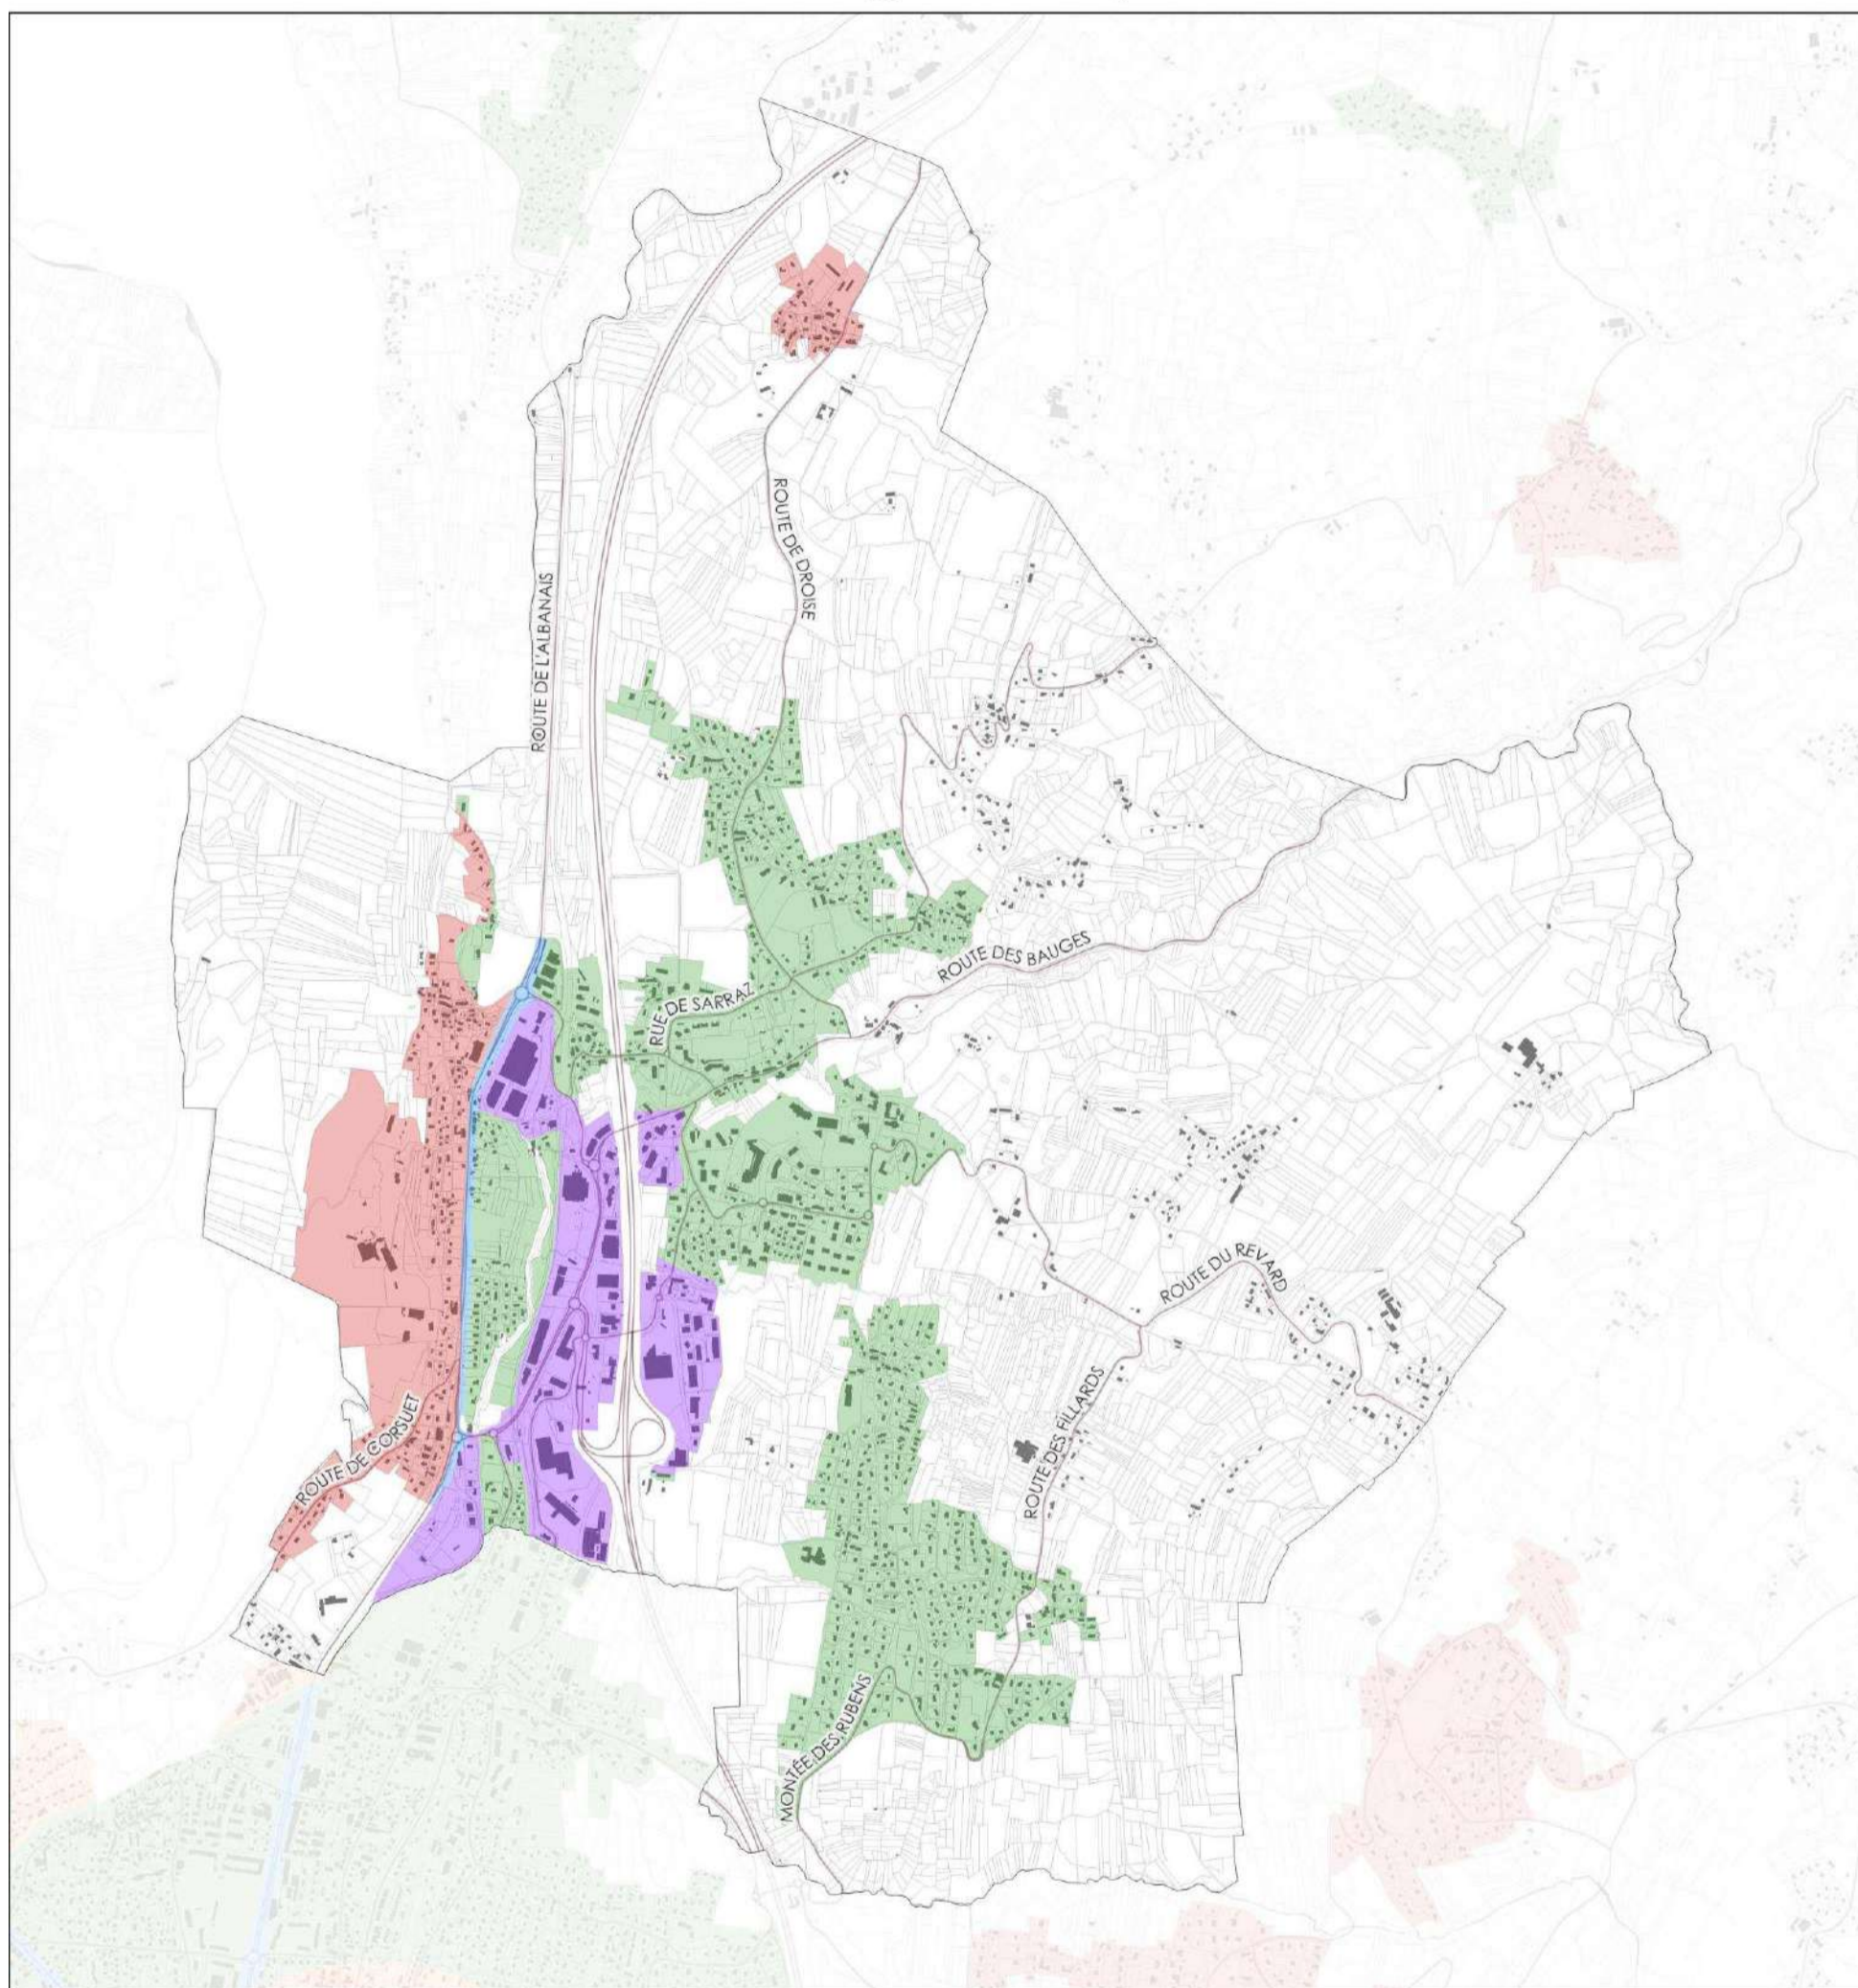 ROUTE DE DROISE
ROUTE DE L'ALBANAIS
ROUTE DES BAUGES
RUE DE SARRAZ
ROUTE DU REVARD
ROUTE DES FILLARDS
ROUTE DE CORSUET
MONTÉE DES RUBENS